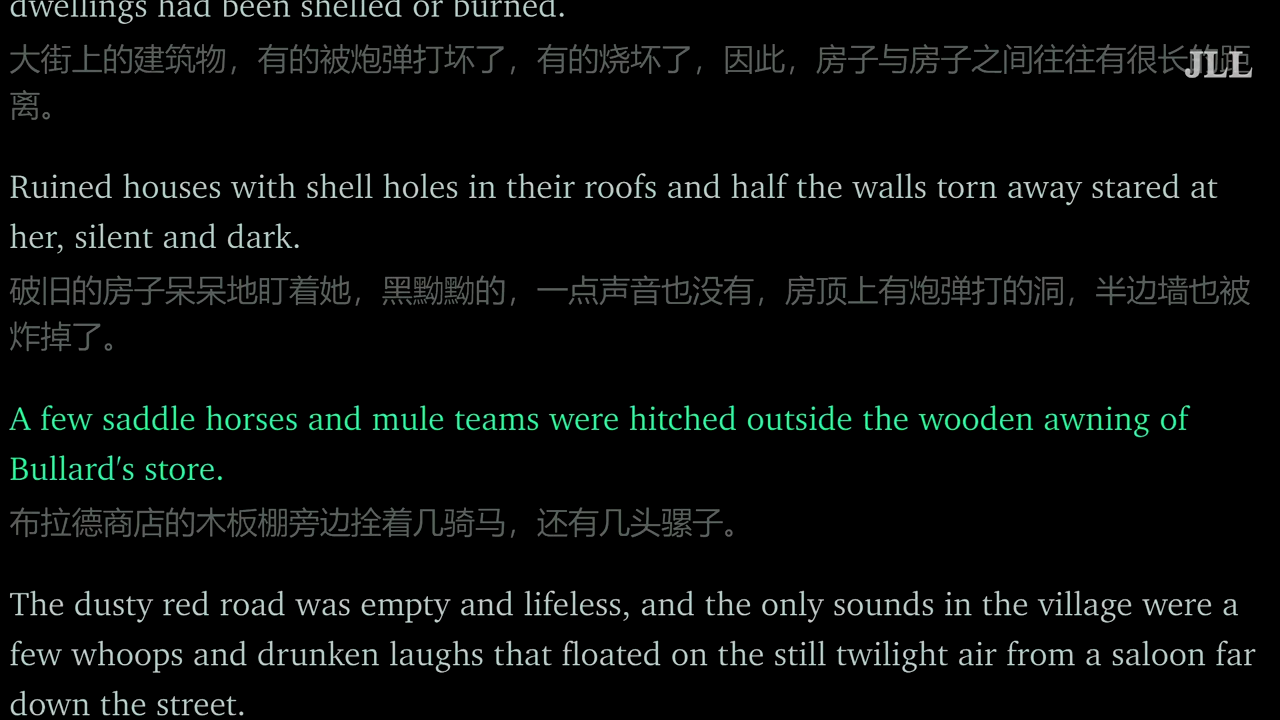 dwellings had been shelled or burned.
大街上的建筑物，有的被炮弹打坏了，有的烧坏了，因此，房子与房子之间往往有很长的距
离。
JLL
Ruined houses with shell holes in their roofs and half the walls torn away stared at
her, silent and dark.
破旧的房子呆呆地盯着她，黑黝黝的，一点声音也没有，房顶上有炮弹打的洞，半边墙也被
炸掉了。
A few saddle horses and mule teams were hitched outside the wooden awning of
Bullard's store.
布拉德商店的木板棚旁边拴着几骑马，还有几头骡子。
The dusty red road was empty and lifeless, and the only sounds in the village were a
few whoops and drunken laughs that floated on the still twilight air from a saloon far
down the street.